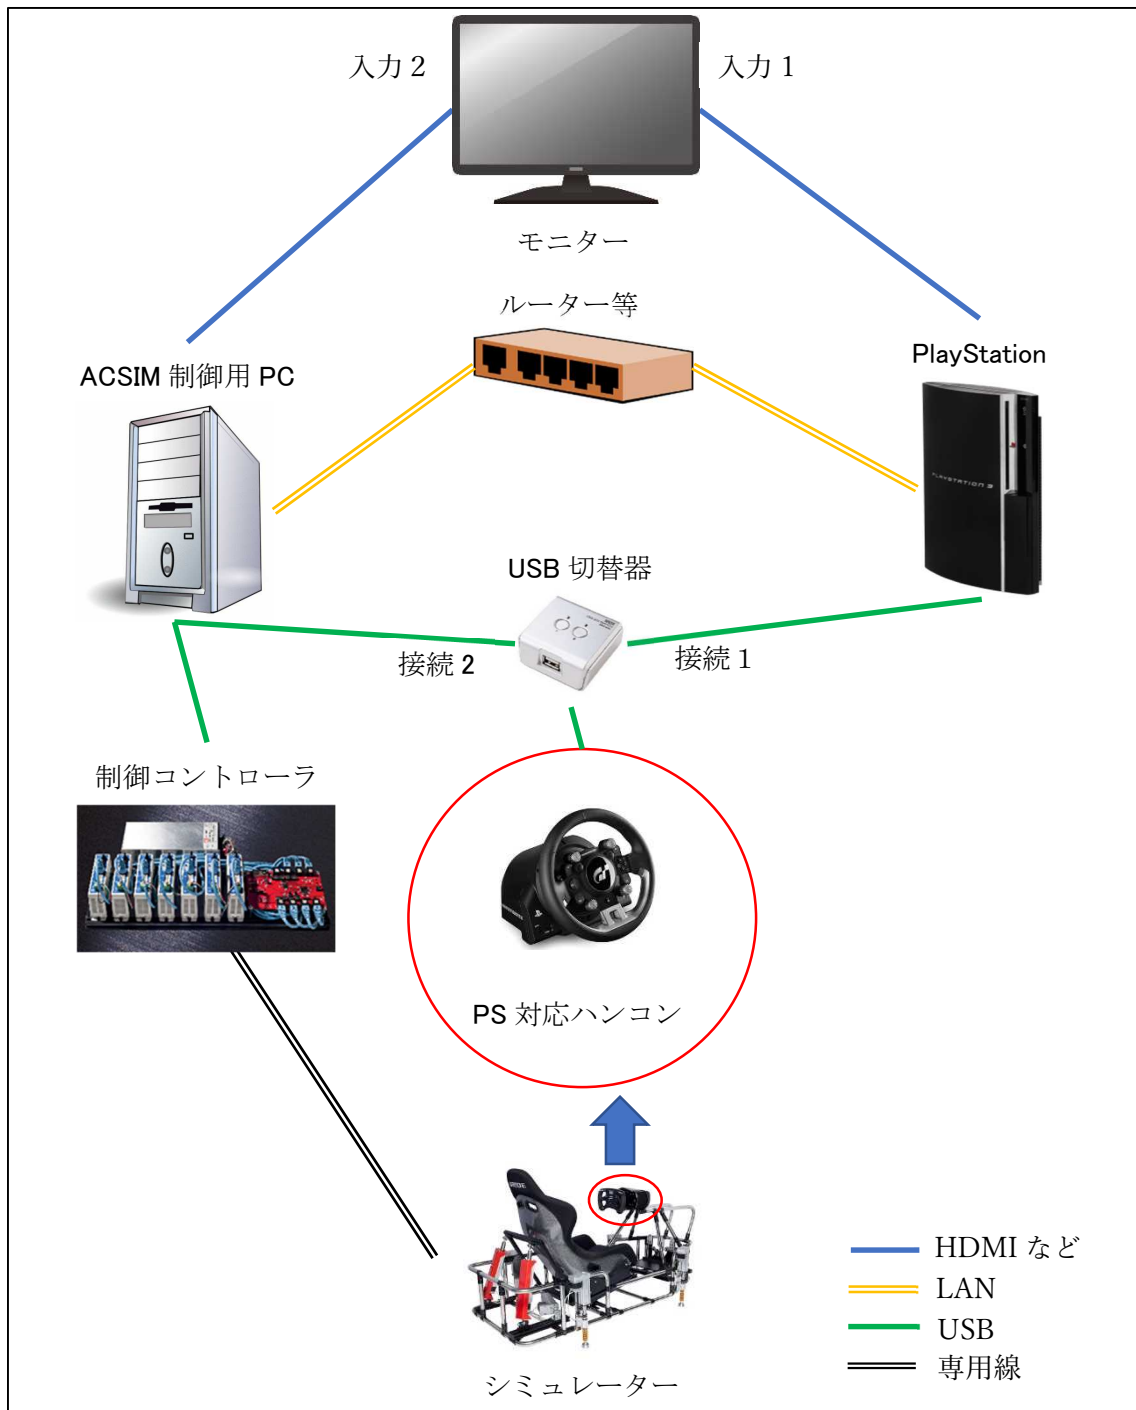 入力 2
入力 1
モニター
ルーター等
ACSIM 制御用 PC
PlayStation
PLAYSTATION 3
USB 切替器
接続 2
接続 1
制御コントローラ
PS 対応ハンコン
シミュレーター
HDMI など
LAN
USB
専用線